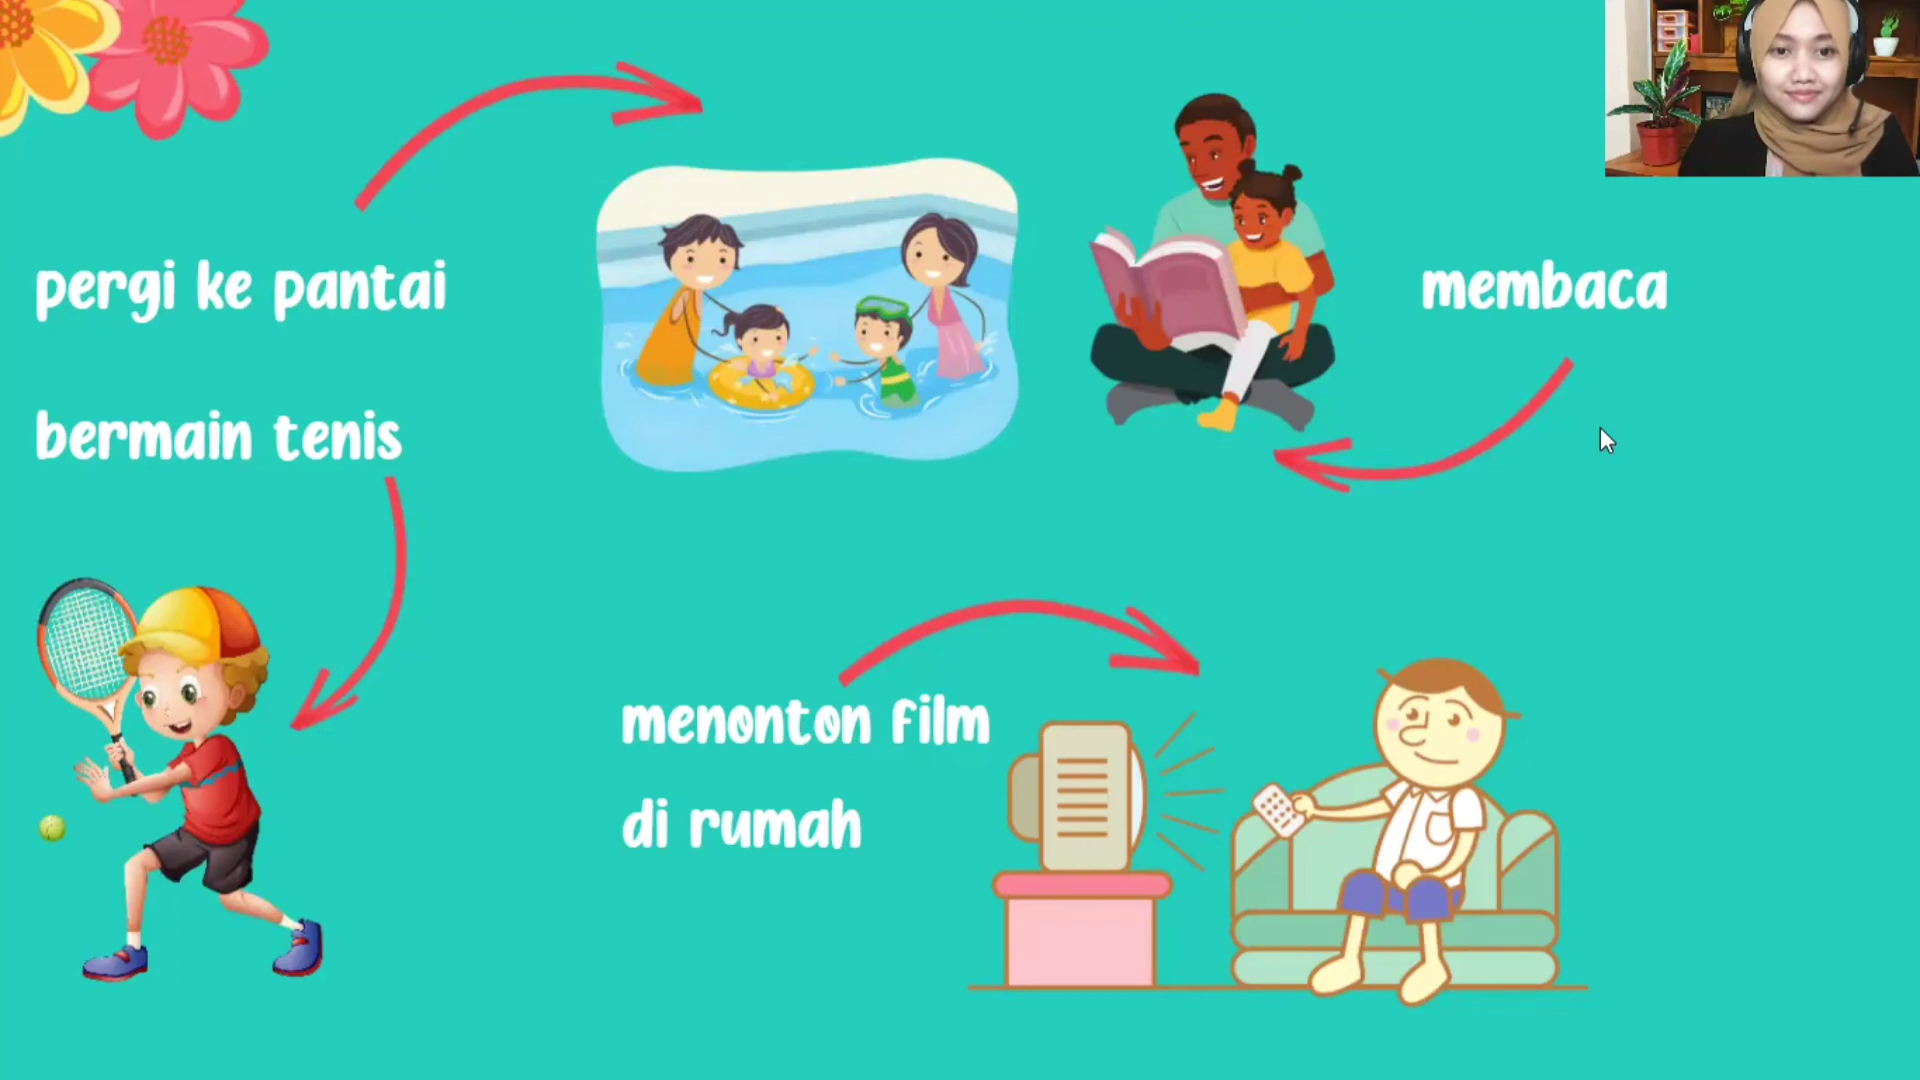 pergi ke pantai
membaca
bermain tenis
menonton film
di rumah